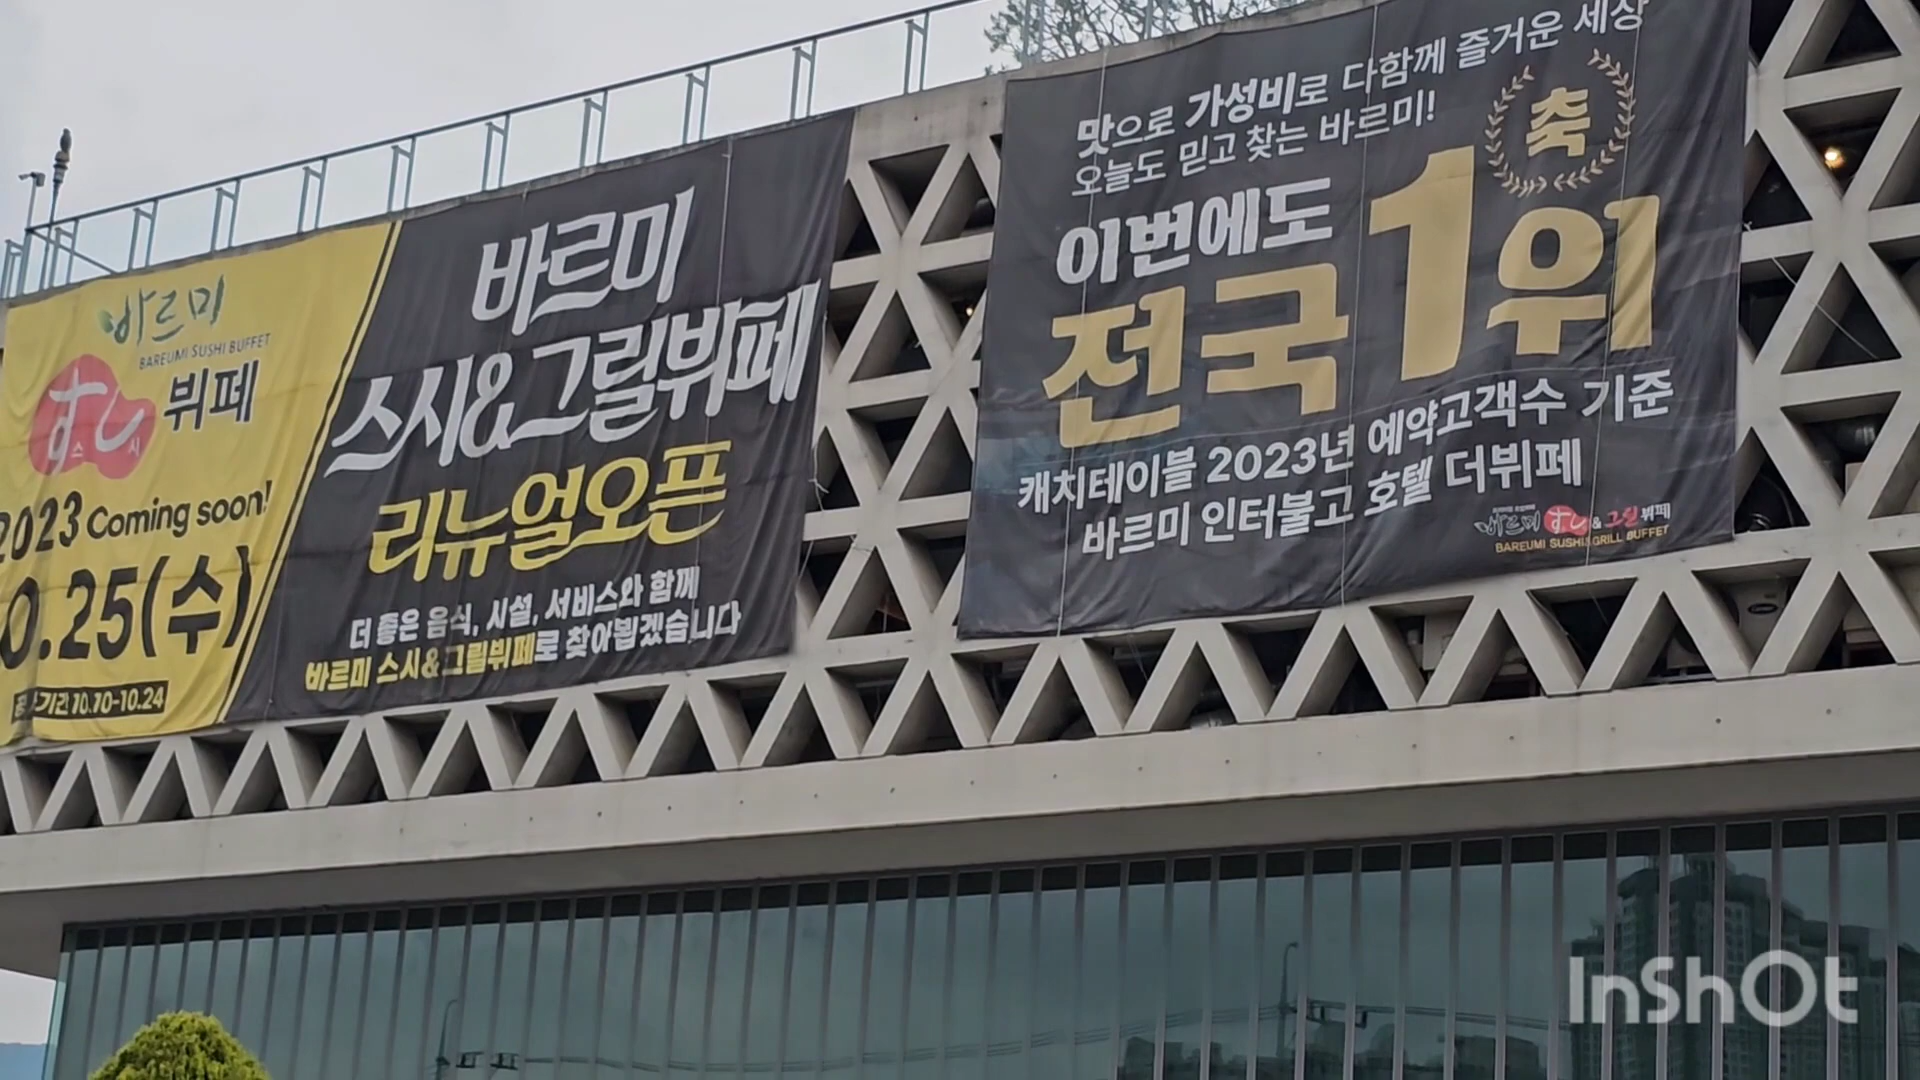 바르미
BAREUMI SUSHI BUFFET
すし 뷔페
스시
2023 Coming soon!
0.25(수)
기간 10.10-10.24
바르미
스시&그릴뷔페
리뉴얼오픈
더 좋은 음식, 시설, 서비스와 함께
바르미 스시&그릴뷔페로 찾아뵙겠습니다
맛으로 가성비로 다함께 즐거운 세상
오늘도 믿고 찾는 바르미!
축
이번에도
전국 1위
캐치테이블 2023년 예약고객수 기준
바르미 인터불고 호텔 더뷔페
바르미 すし & 그릴 뷔페
BAREUMI SUSHI&GRILL BUFFET
InShOt